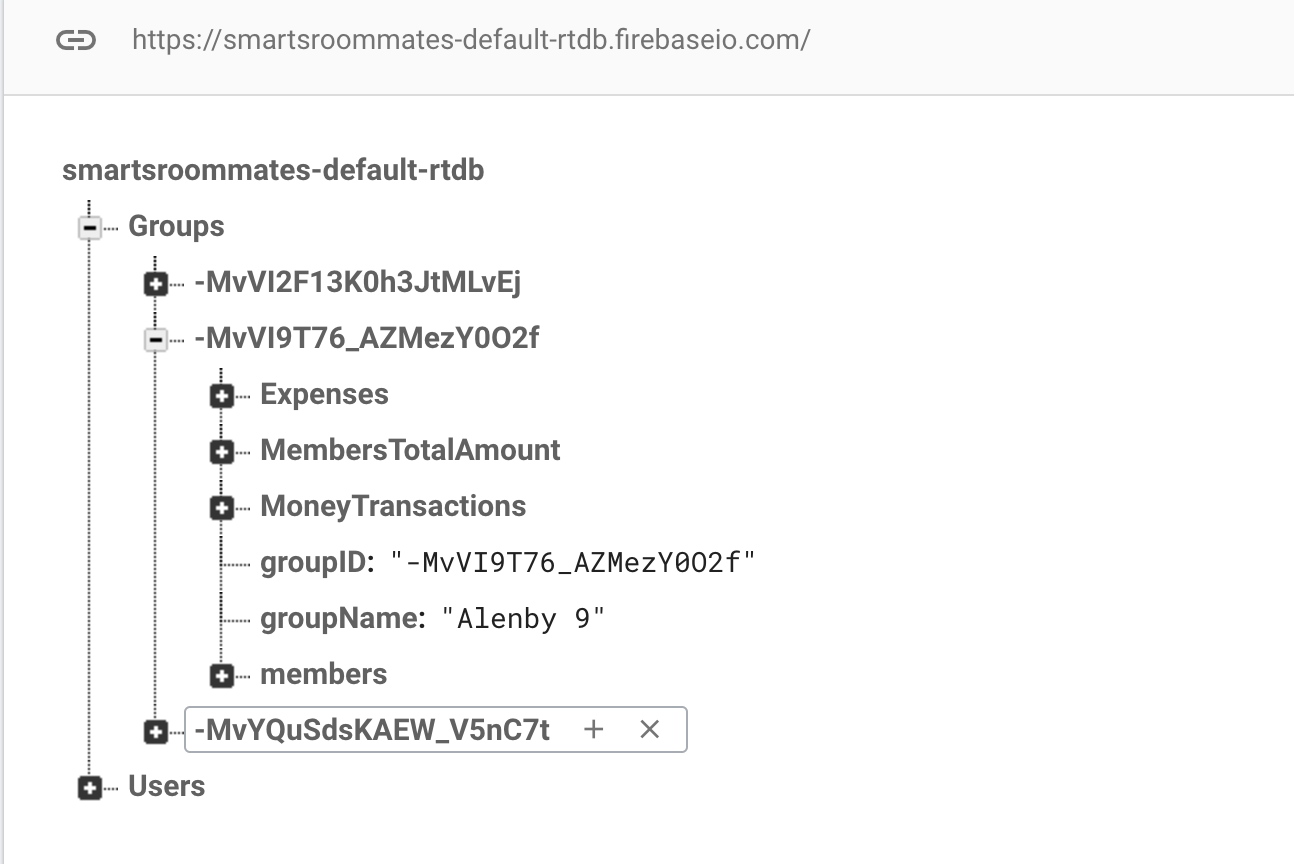 https://smartsroommates-default-rtdb.firebaseio.com/
smartsroommates-default-rtdb
Groups
-MvVI2F13K0h3JtMLvEj
-MvVI9T76_AZMezY0O2f
Expenses
MembersTotalAmount
MoneyTransactions
groupID: "-MvVI9T76_AZMezY0O2f"
groupName: "Alenby 9"
members
-MvYQuSdsKAEW_V5nC7t
Users